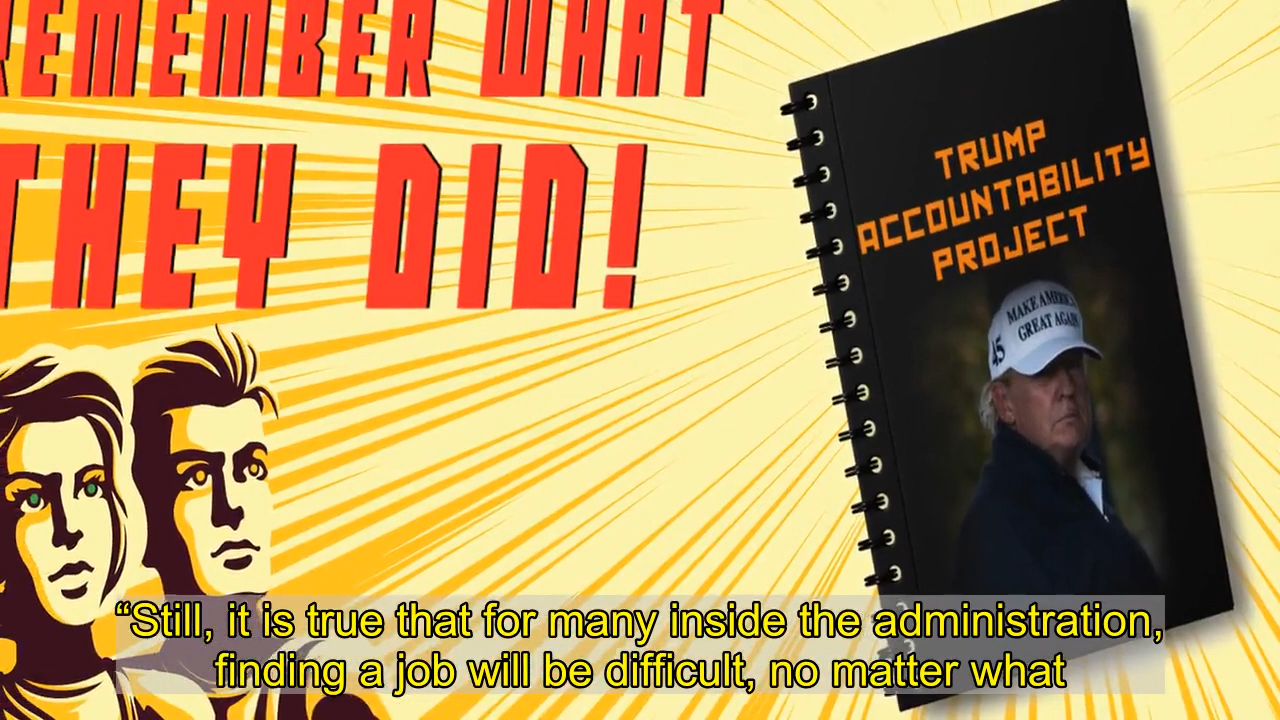 REMEMBER WHAT
THEY DID!
TRUMP
ACCOUNTABILITY
PROJECT
MAKE AMERICA
GREAT AGAIN
45
“Still, it is true that for many inside the administration,
finding a job will be difficult, no matter what